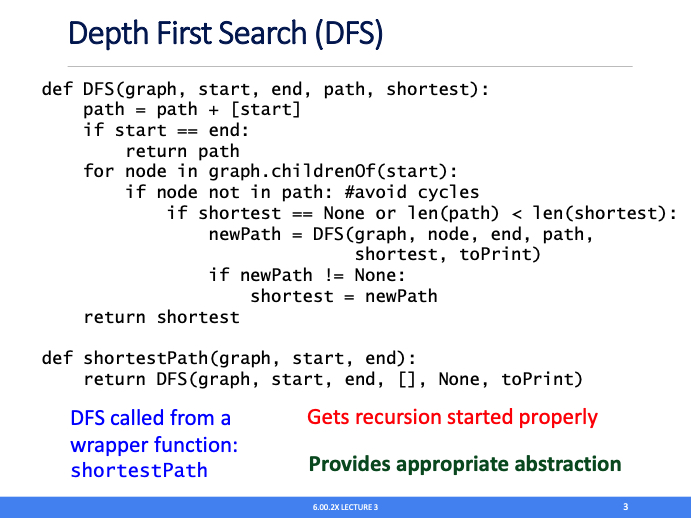 Depth First Search (DFS)
def DFS(graph, start, end, path, shortest):
    path = path + [start]
    if start == end:
        return path
    for node in graph.childrenOf(start):
        if node not in path: #avoid cycles
            if shortest == None or len(path) < len(shortest):
                newPath = DFS(graph, node, end, path,
                              shortest, toPrint)
                if newPath != None:
                    shortest = newPath
    return shortest
def shortestPath(graph, start, end):
    return DFS(graph, start, end, [], None, toPrint)
DFS called from a
wrapper function:
shortestPath
Gets recursion started properly
Provides appropriate abstraction
6.00.2X LECTURE 3
3